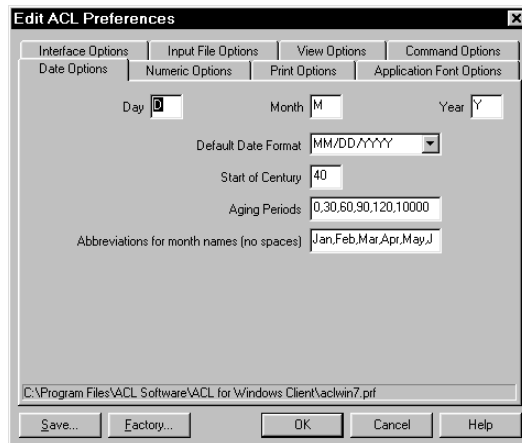 Edit ACL Preferences
Interface Options Input File Options View Options Command Options
Date Options Numeric Options Print Options Application Font Options
Day D Month M Year Y
Default Date Format MM/DD/YYYY
Start of Century 40
Aging Periods 0,30,60,90,120,10000
Abbreviations for month names (no spaces) Jan,Feb,Mar,Apr,May,J
C:\Program Files\ACL Software\ACL for Windows Client\aclwin7.prf
Save... Factory... OK Cancel Help